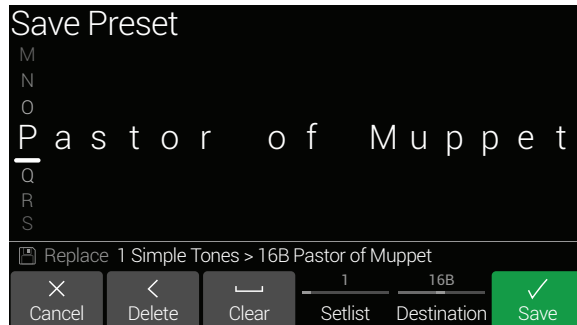 Save Preset
M
N
O
Pastor of Muppet
Q
R
S
Replace 1 Simple Tones > 16B Pastor of Muppet
1 16B
Cancel Delete Clear Setlist Destination Save